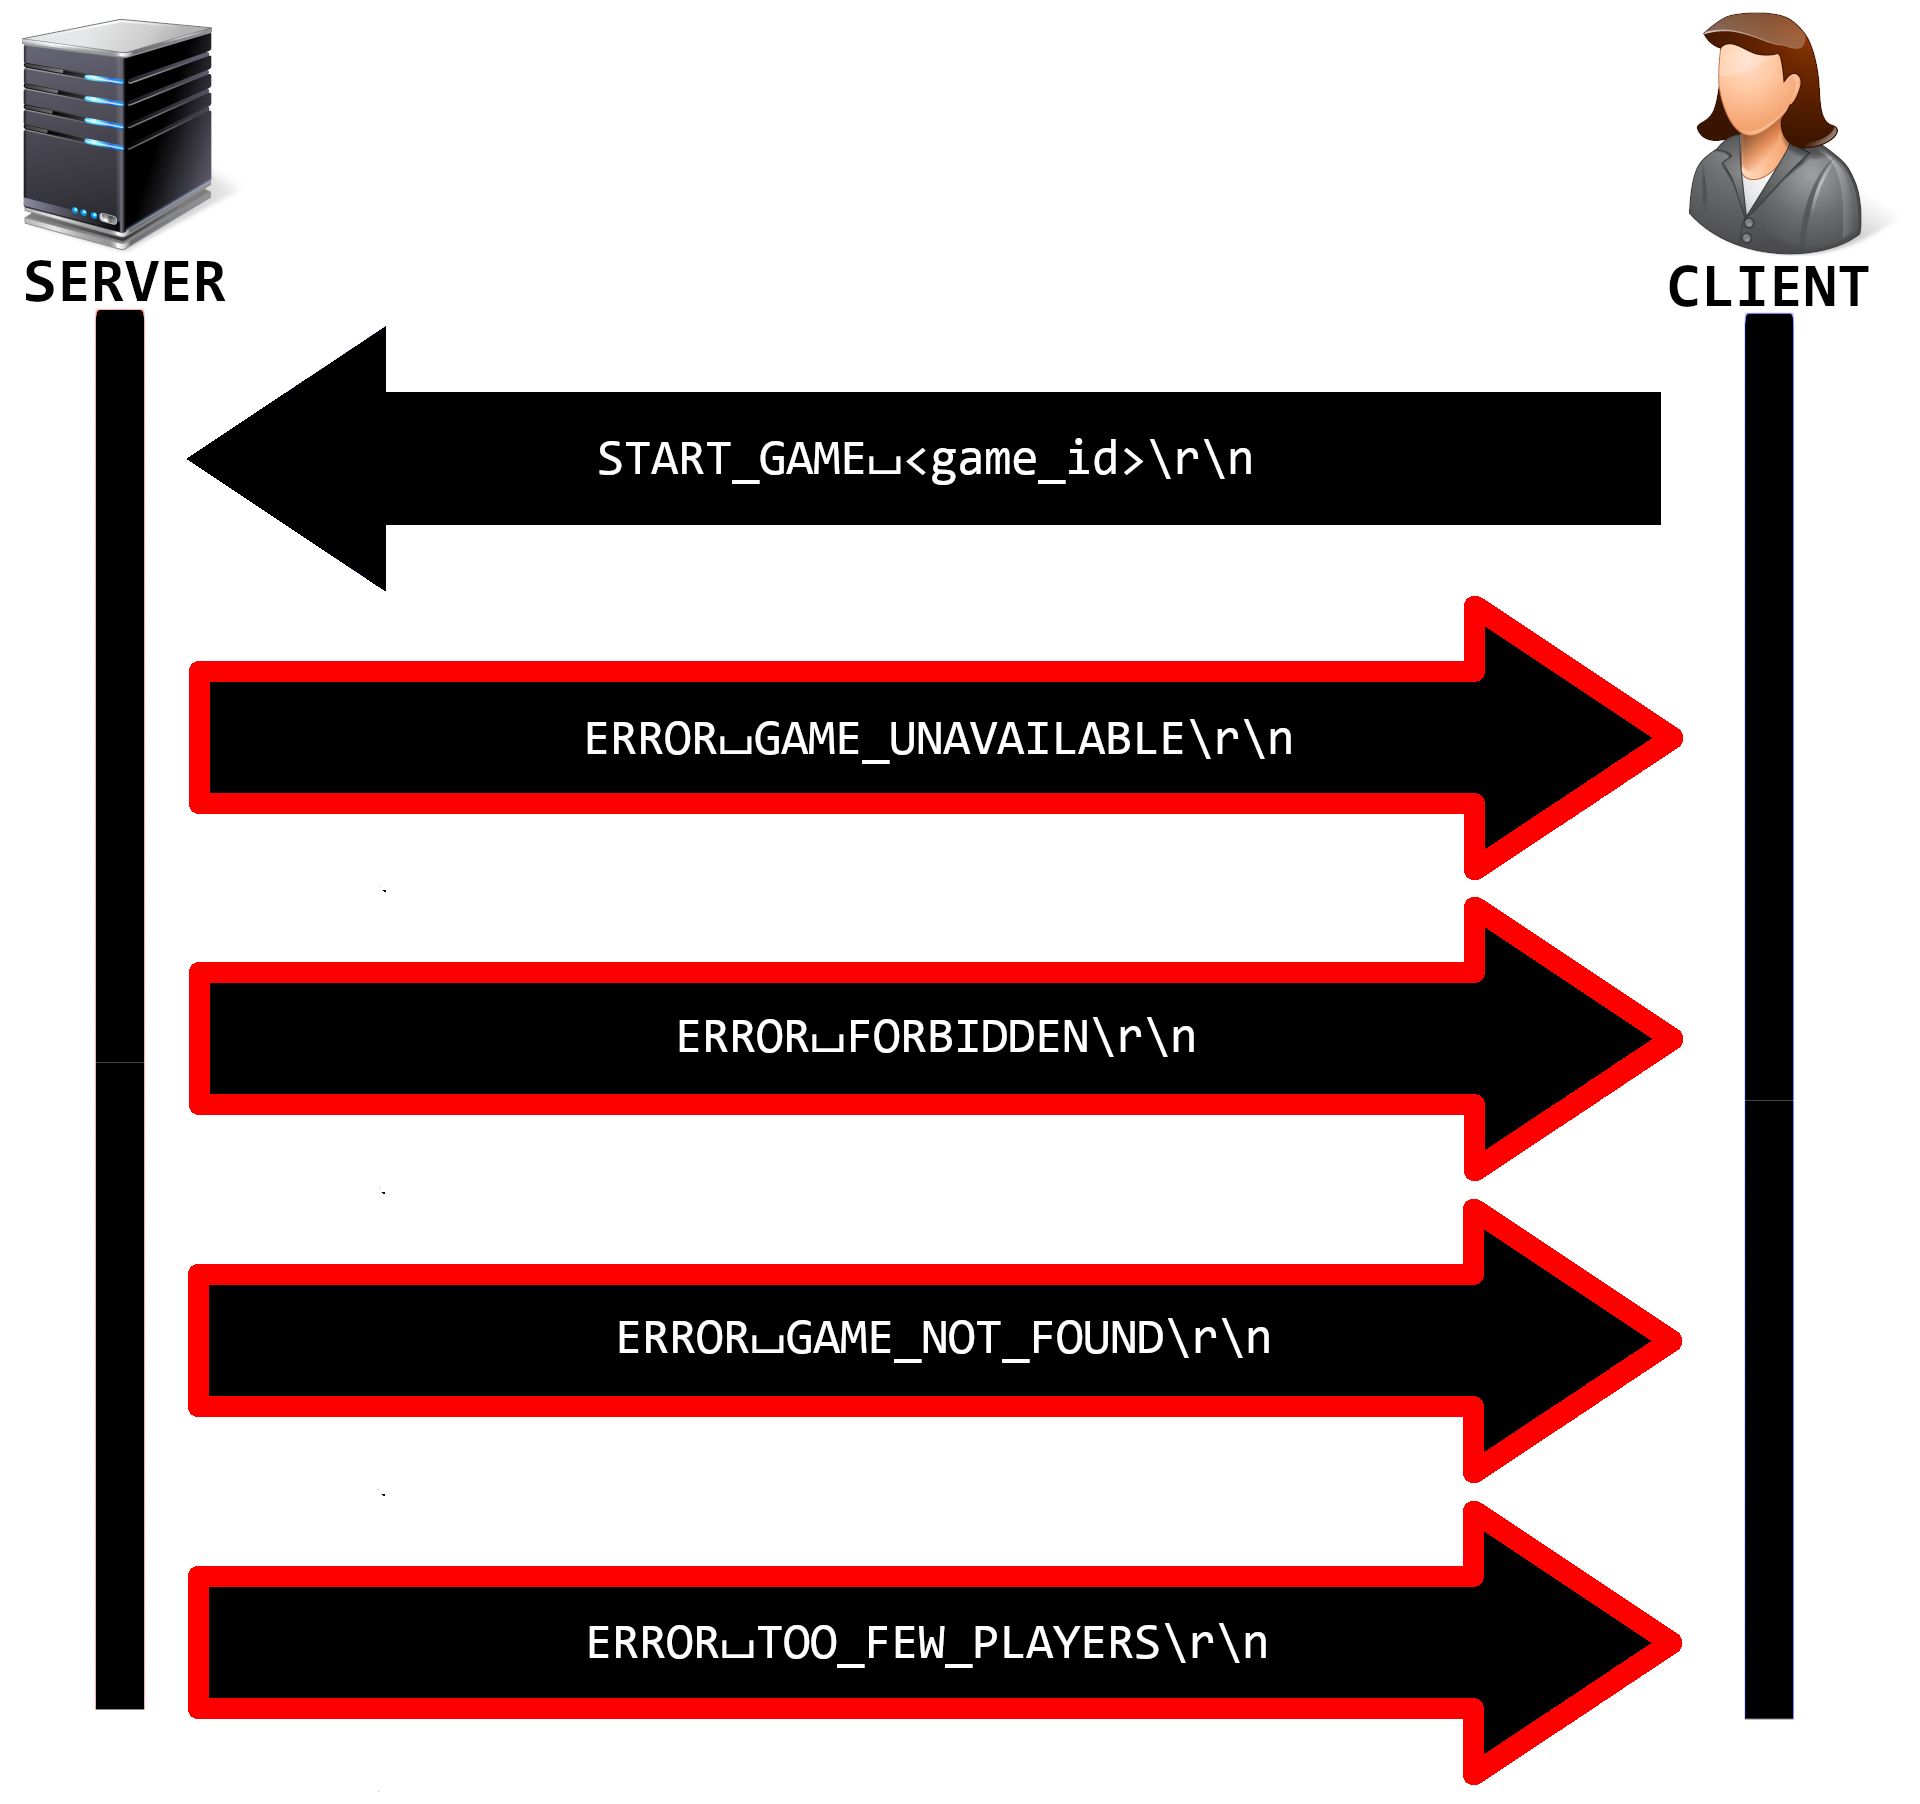 SERVER
CLIENT
START_GAME␣<game_id>\r\n
ERROR␣GAME_UNAVAILABLE\r\n
ERROR␣FORBIDDEN\r\n
ERROR␣GAME_NOT_FOUND\r\n
ERROR␣TOO_FEW_PLAYERS\r\n